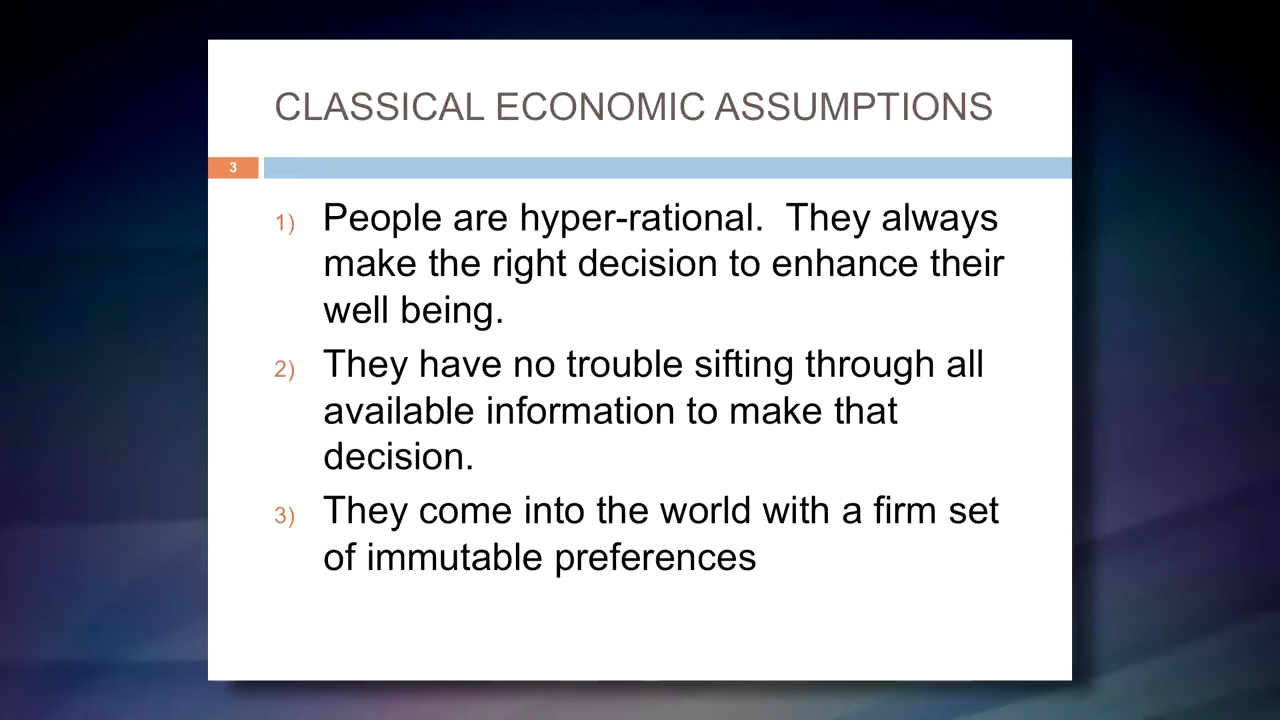 CLASSICAL ECONOMIC ASSUMPTIONS
3
1) People are hyper-rational.  They always
make the right decision to enhance their
well being.
2) They have no trouble sifting through all
available information to make that
decision.
3) They come into the world with a firm set
of immutable preferences